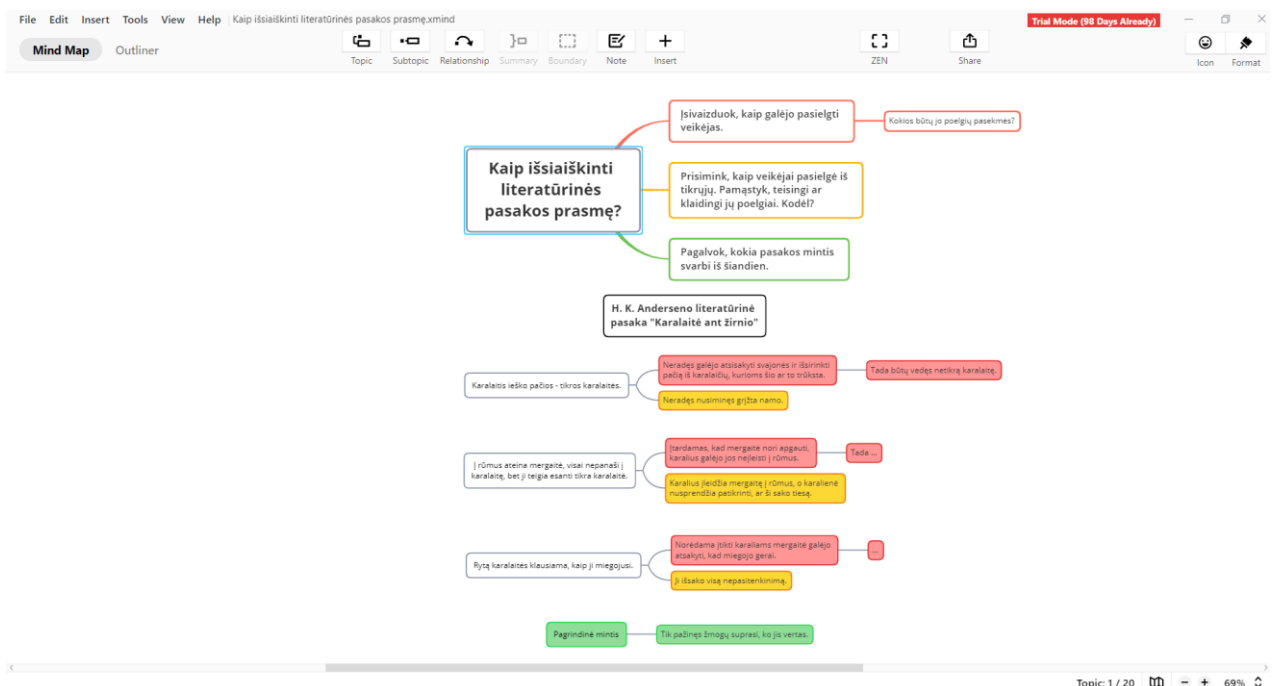 File Edit Insert Tools View Help Kaip išsiaiškinti literatūrinės pasakos prasmę.xmind
Trial Mode (98 Days Already)
Mind Map Outliner
Topic Subtopic Relationship Summary Boundary Note Insert ZEN Share Icon Format
Įsivaizduok, kaip galėjo pasielgti
veikėjas.
Kokios būtų jo poelgių pasekmės?
Kaip išsiaiškinti
literatūrinės
pasakos prasmę?
Prisimink, kaip veikėjai pasielgė iš
tikrųjų. Pamąstyk, teisingi ar
klaidingi jų poelgiai. Kodėl?
Pagalvok, kokia pasakos mintis
svarbi iš šiandien.
H. K. Anderseno literatūrinė
pasaka "Karalaitė ant žirnio"
Karalaitis ieško pačios - tikros karalaitės.
Neradęs galėjo atsisakyti svajonės ir išsirinkti
pačią iš karalaičių, kurioms šio ar to trūksta.
Tada būtų vedęs netikrą karalaitę.
Neradęs nusiminęs grįžta namo.
Į rūmus ateina mergaitė, visai nepanaši į
karalaitę, bet ji teigia esanti tikra karalaitė.
Įtardamas, kad mergaitė nori apgauti,
karalius galėjo jos neįleisti į rūmus.
Tada ...
Karalius įleidžia mergaitę į rūmus, o karalienė
nusprendžia patikrinti, ar ši sako tiesą.
Rytą karalaitės klausiama, kaip ji miegojusi.
Norėdama įtikti karaliams mergaitė galėjo
atsakyti, kad miegojo gerai.
...
Ji išsako visą nepasitenkinimą.
Pagrindinė mintis
Tik pažinęs žmogų suprasi, ko jis vertas.
Topic: 1 / 20 69%